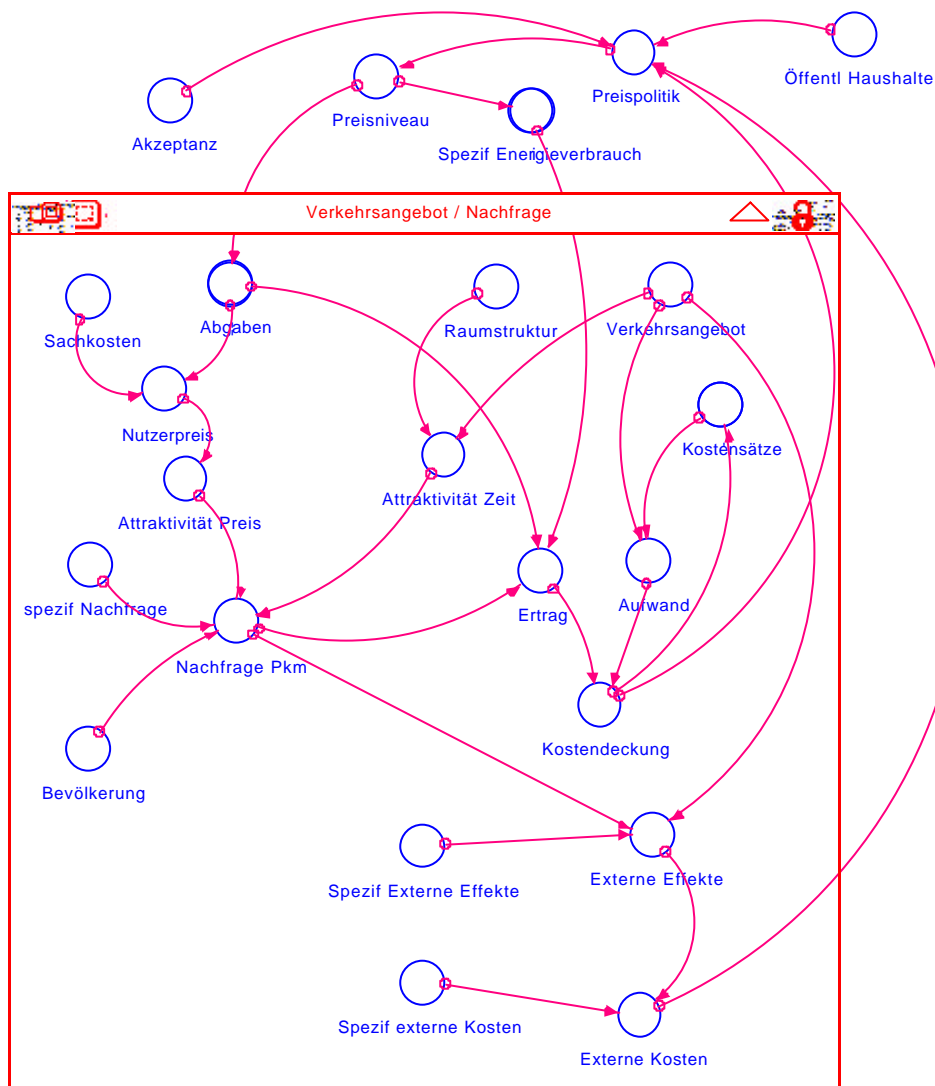 Öffentl Haushalte
Preispolitik
Preisniveau
Akzeptanz
Spezif Energieverbrauch
Verkehrsangebot / Nachfrage
Sachkosten
Abgaben
Raumstruktur
Verkehrsangebot
Nutzerpreis
Kostensätze
Attraktivität Zeit
Attraktivität Preis
spezif Nachfrage
Ertrag
Aufwand
Nachfrage Pkm
Kostendeckung
Bevölkerung
Externe Effekte
Spezif Externe Effekte
Spezif externe Kosten
Externe Kosten